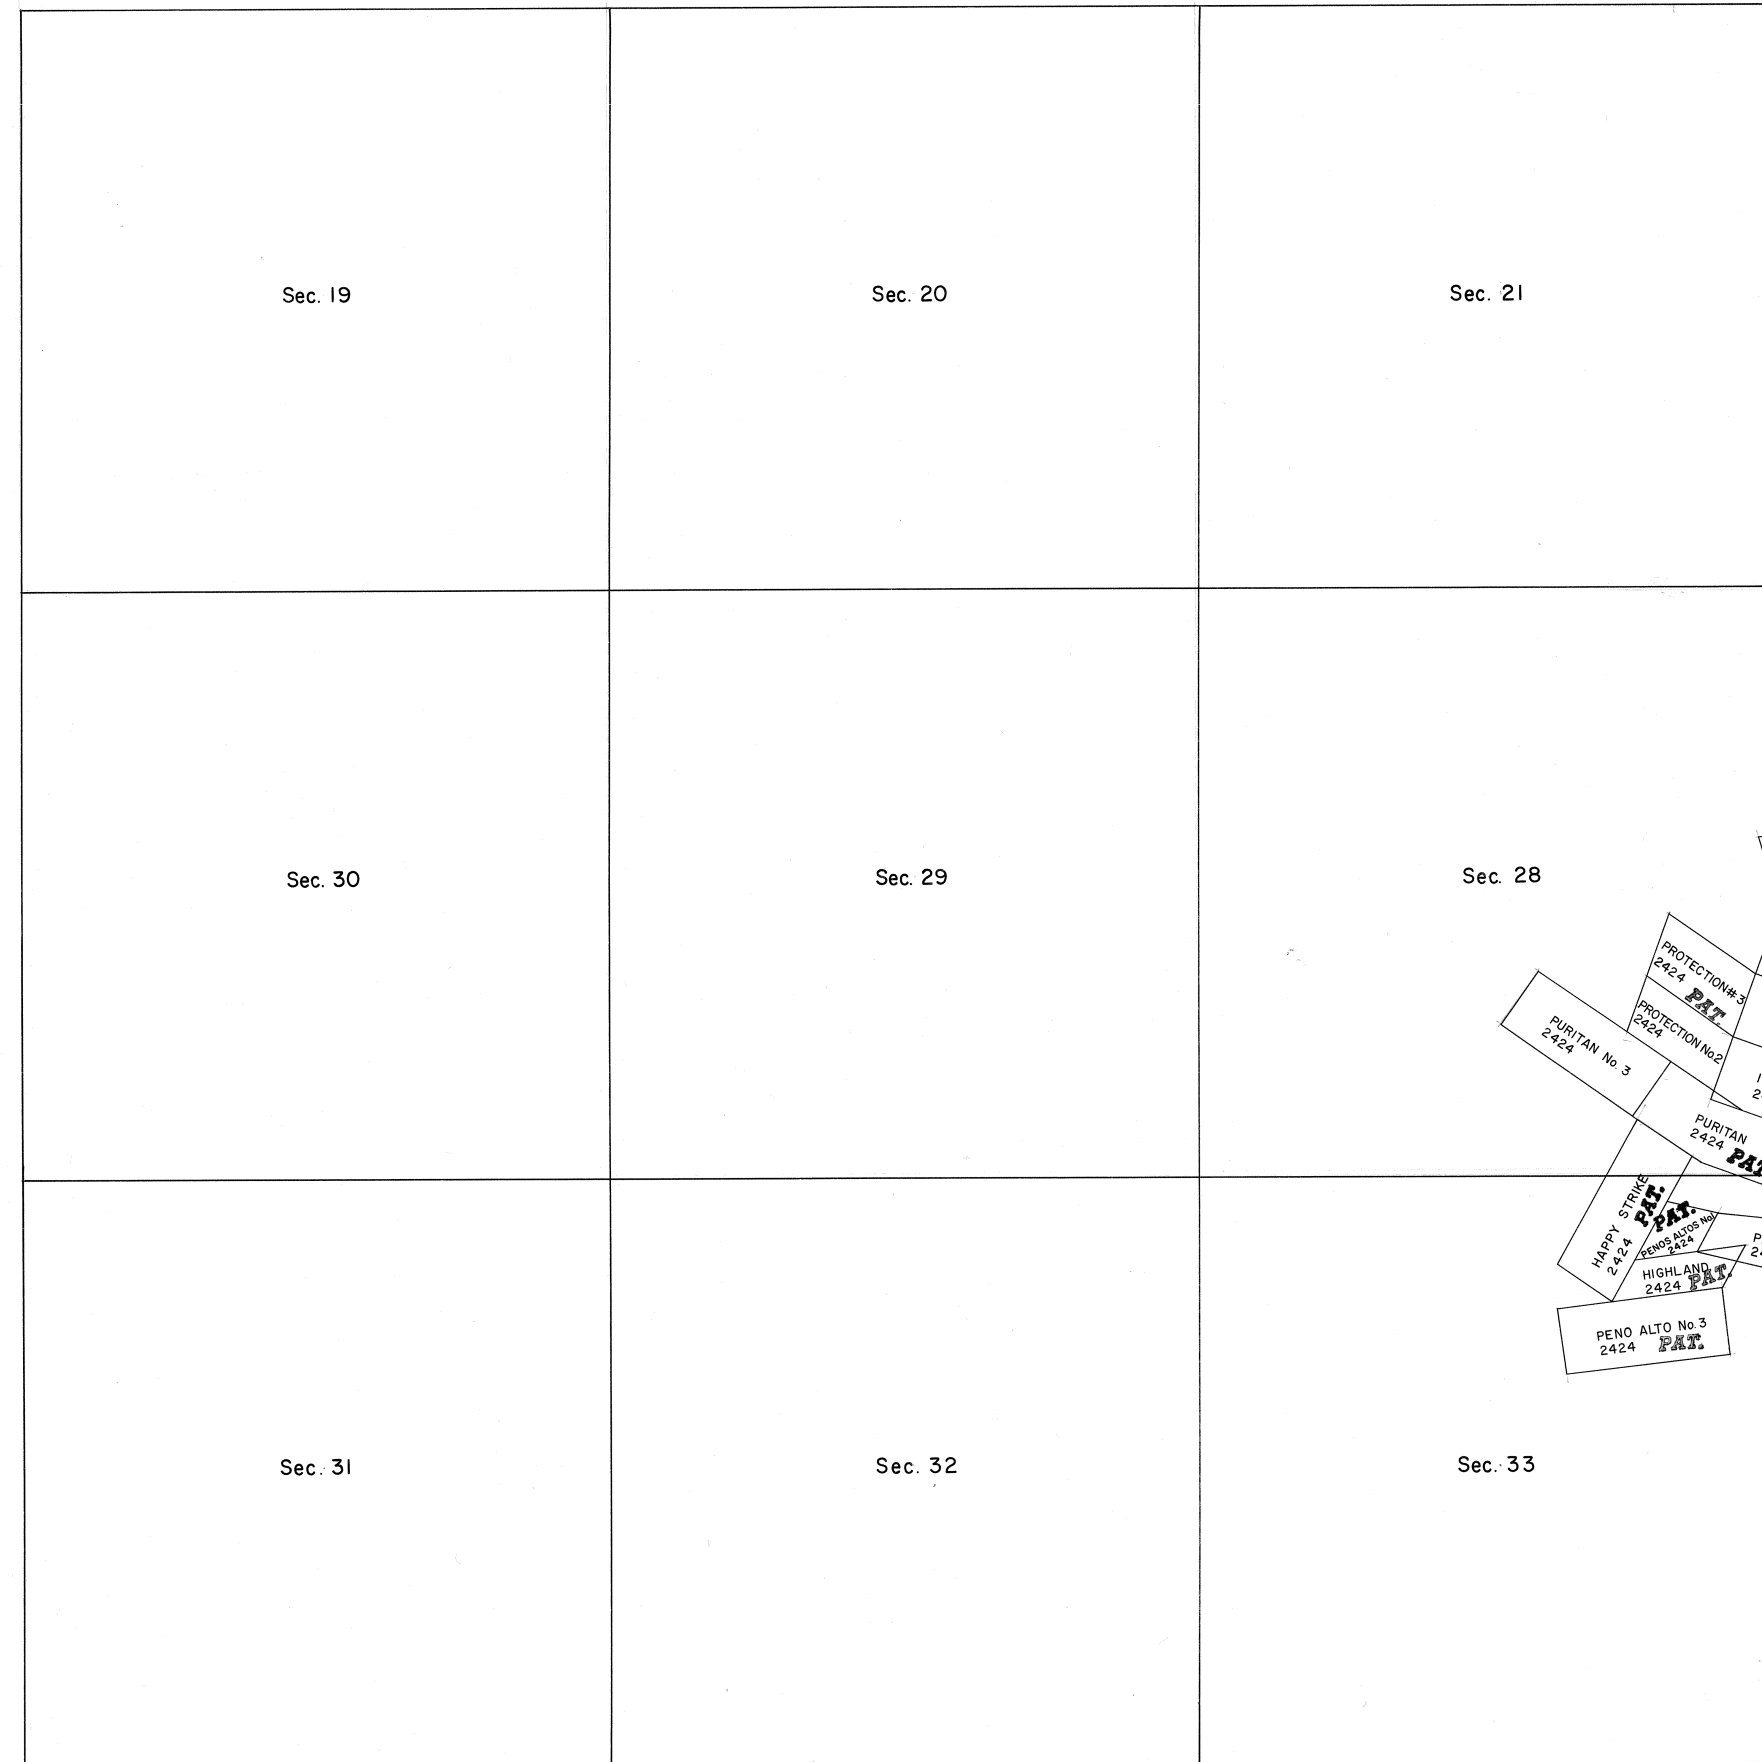 Sec. 19
Sec. 20
Sec. 21
Sec. 30
Sec. 29
Sec. 28
PROTECTION#3
2424 PAT.
PROTECTION No.2
2424
PURITAN No. 3
2424
PURITAN
2424 PAT
HAPPY STRIKE
2424 PAT.
PAT.
PENOS ALTOS No.1
2424
HIGHLAND
2424 PAT.
PENO ALTO No. 3
2424 PAT.
Sec. 31
Sec. 32
Sec. 33